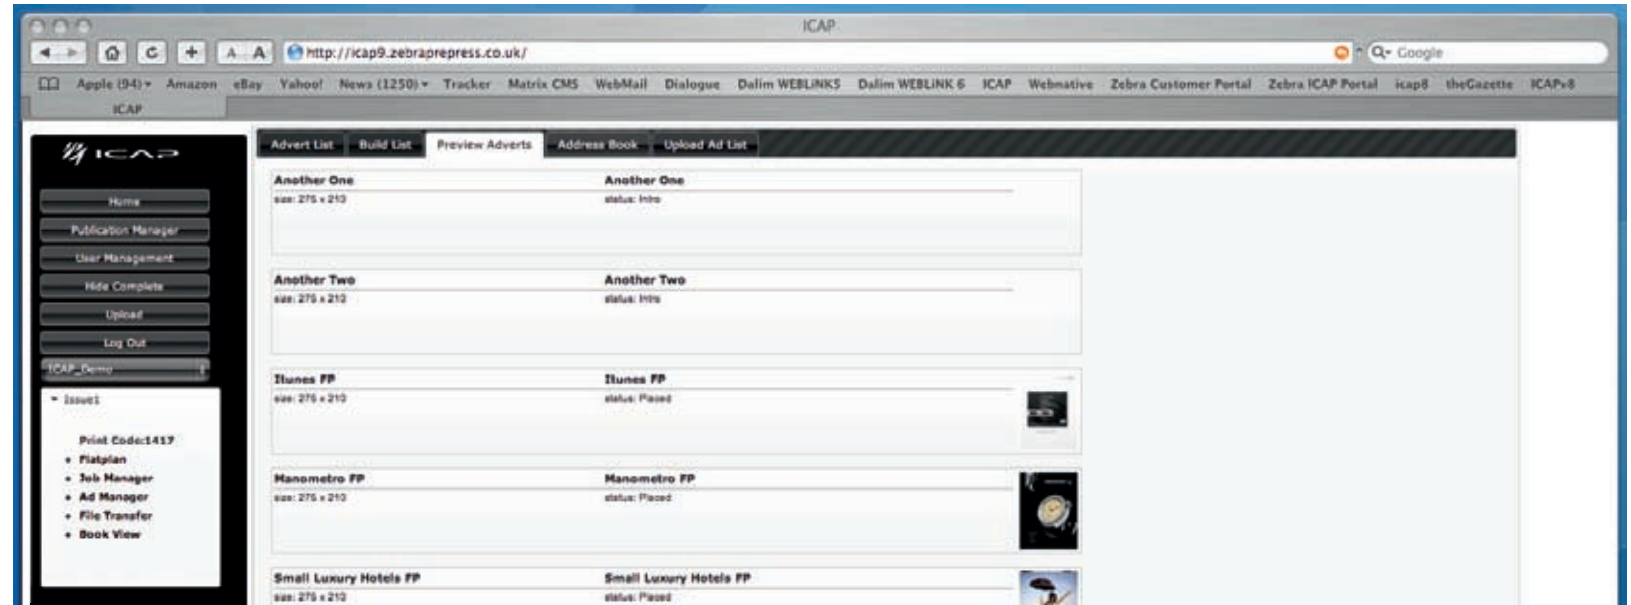 ICAP
http://icap9.zebraprepress.co.uk/
Google
Apple (94) Amazon eBay Yahoo! News (1250) Tracker Matrix CMS WebMail Dialogue Dalim WEBLiNK5 Dalim WEBLiNK 6 ICAP Webnative Zebra Customer Portal Zebra ICAP Portal icap8 theGazette ICAPv8
ICAP
ICAP
Home
Publication Manager
User Management
Hide Complete
Upload
Log Out
ICAP_Demo
Issue1
Print Code:1417
+ Flatplan
+ Job Manager
+ Ad Manager
+ File Transfer
+ Book View
Advert List Build List Preview Adverts Address Book Upload Ad List
Another One Another One
size: 275 x 210 status: Intro
Another Two Another Two
size: 275 x 210 status: Intro
Itunes FP Itunes FP
size: 275 x 210 status: Placed
Manometro FP Manometro FP
size: 275 x 210 status: Placed
Small Luxury Hotels FP Small Luxury Hotels FP
size: 275 x 210 status: Placed